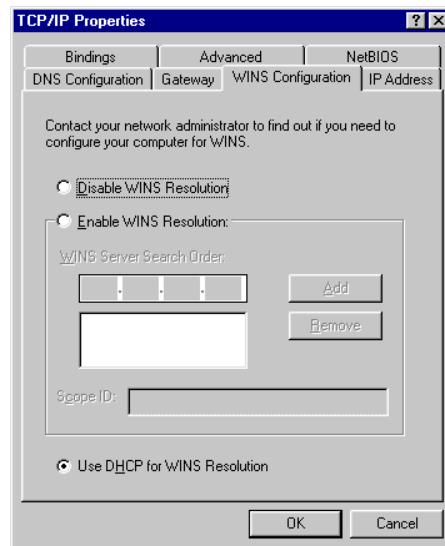 TCP/IP Properties
Bindings Advanced NetBIOS
DNS Configuration Gateway WINS Configuration IP Address
Contact your network administrator to find out if you need to
configure your computer for WINS.
Disable WINS Resolution
Enable WINS Resolution:
WINS Server Search Order:
Add
Remove
Scope ID:
Use DHCP for WINS Resolution
OK Cancel